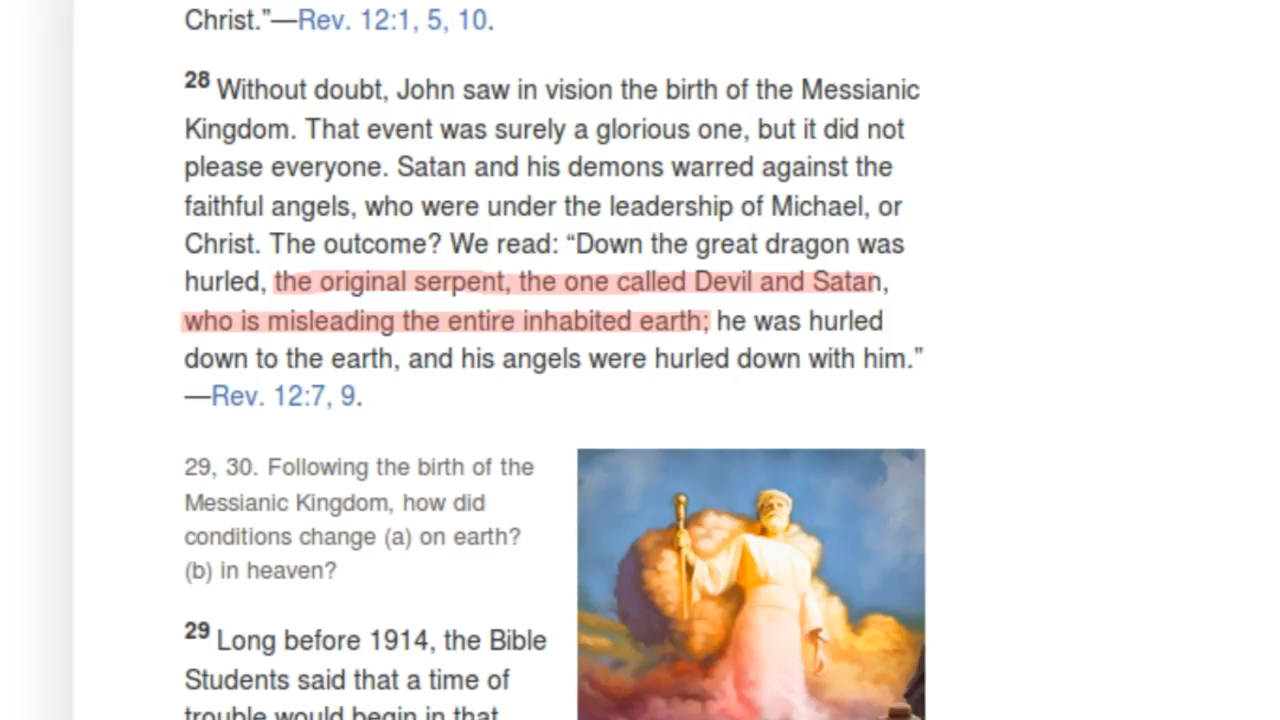 Christ.”—Rev. 12:1, 5, 10.
28 Without doubt, John saw in vision the birth of the Messianic
Kingdom. That event was surely a glorious one, but it did not
please everyone. Satan and his demons warred against the
faithful angels, who were under the leadership of Michael, or
Christ. The outcome? We read: “Down the great dragon was
hurled, the original serpent, the one called Devil and Satan,
who is misleading the entire inhabited earth; he was hurled
down to the earth, and his angels were hurled down with him.”
—Rev. 12:7, 9.
29, 30. Following the birth of the
Messianic Kingdom, how did
conditions change (a) on earth?
(b) in heaven?
29 Long before 1914, the Bible
Students said that a time of
trouble would begin in that